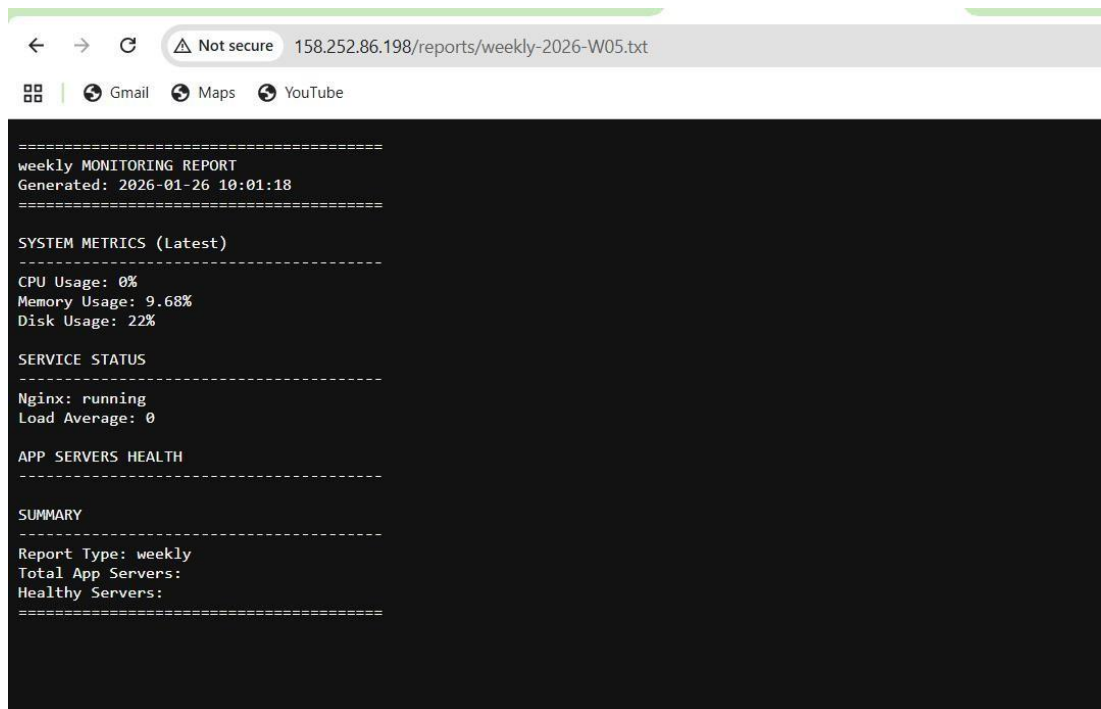 Not secure 158.252.86.198/reports/weekly-2026-W05.txt
Gmail Maps YouTube
========================================
weekly MONITORING REPORT
Generated: 2026-01-26 10:01:18
========================================
SYSTEM METRICS (Latest)
----------------------------------------
CPU Usage: 0%
Memory Usage: 9.68%
Disk Usage: 22%
SERVICE STATUS
----------------------------------------
Nginx: running
Load Average: 0
APP SERVERS HEALTH
----------------------------------------
SUMMARY
----------------------------------------
Report Type: weekly
Total App Servers:
Healthy Servers:
========================================